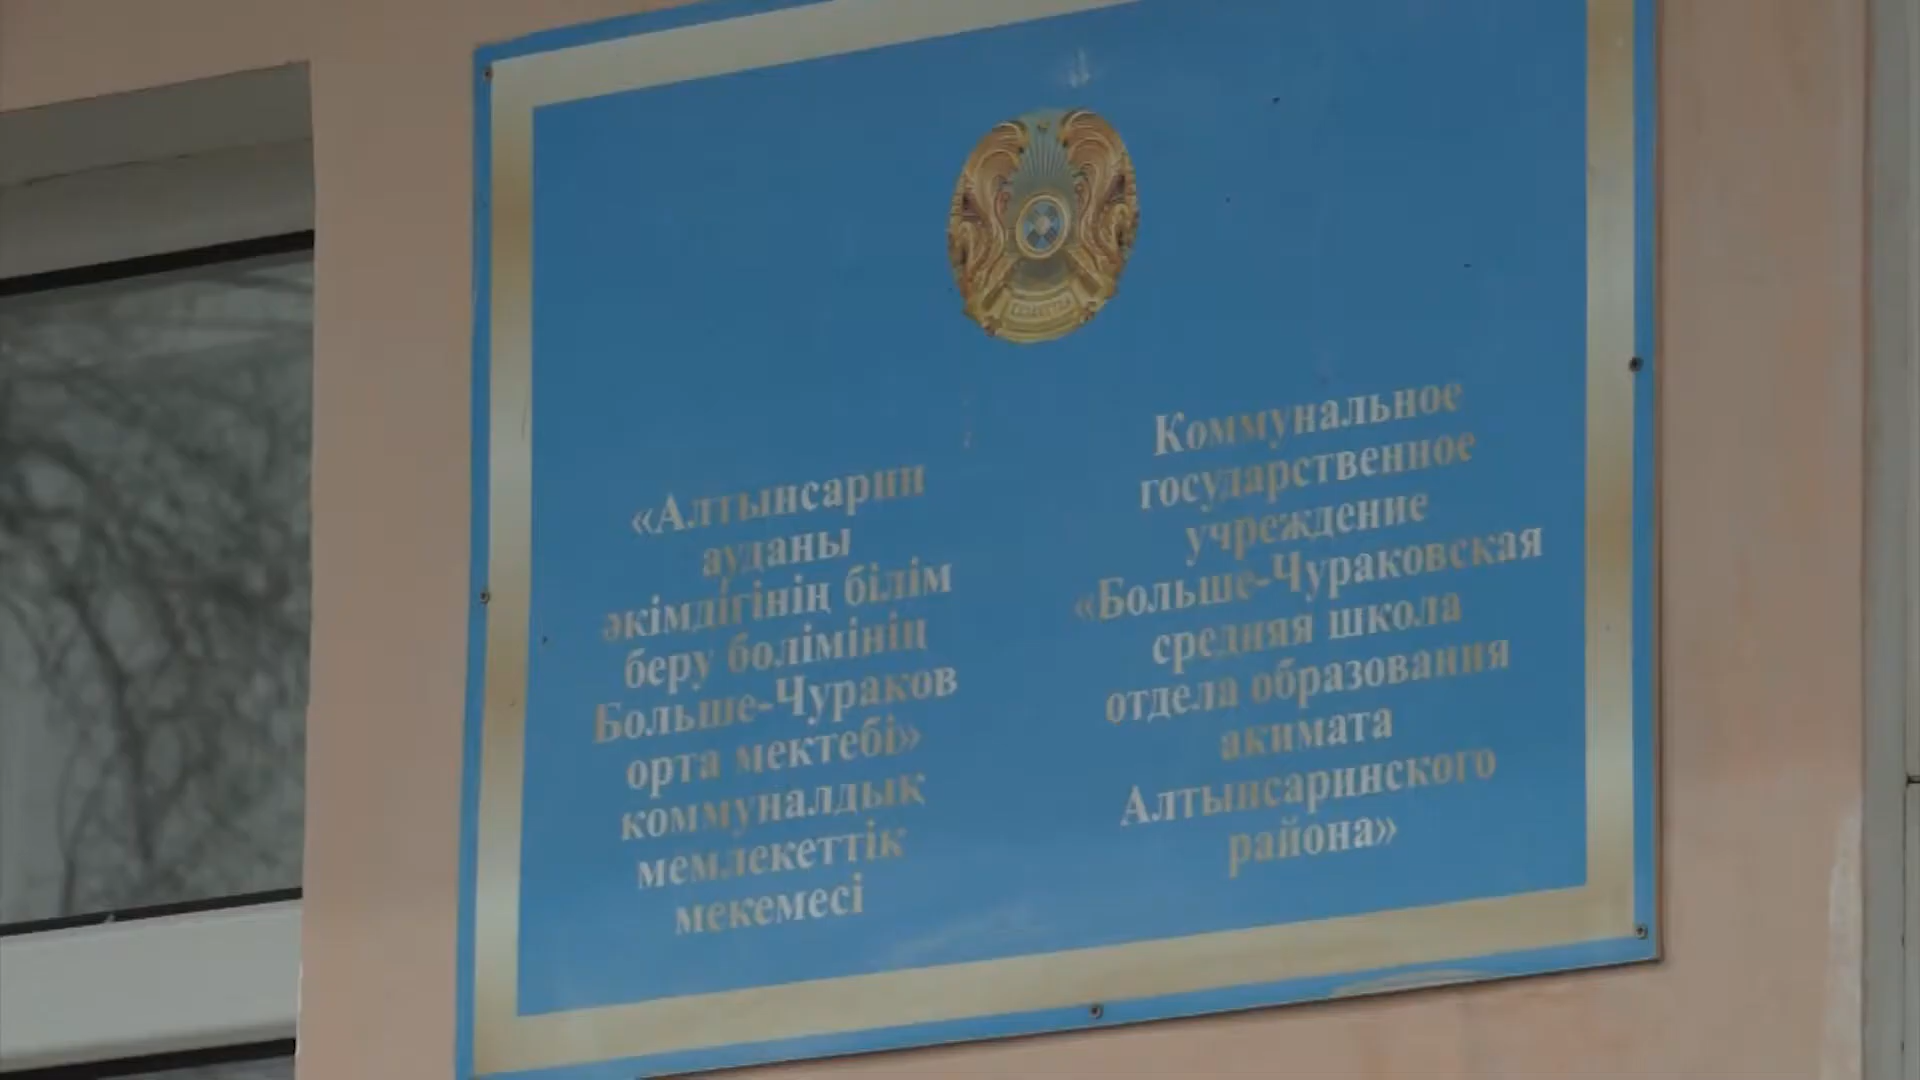 «Алтынсарин
ауданы
әкімдігінің білім
беру бөлімінің
Больше-Чураков
орта мектебі»
коммуналдық
мемлекеттік
мекемесі
Коммунальное
государственное
учреждение
«Больше-Чураковская
средняя школа
отдела образования
акимата
Алтынсаринского
района»